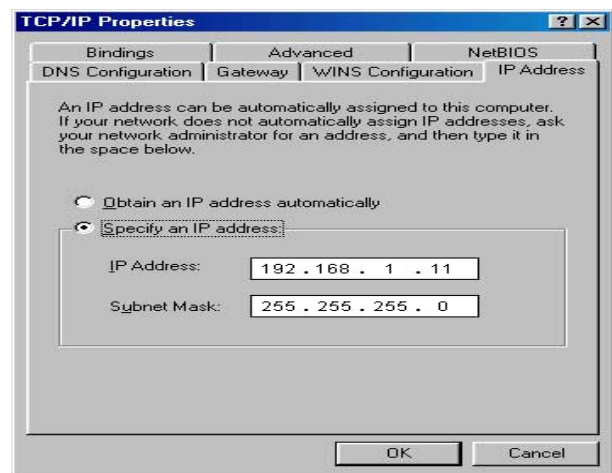 TCP/IP Properties
Bindings Advanced NetBIOS
DNS Configuration Gateway WINS Configuration IP Address
An IP address can be automatically assigned to this computer.
If your network does not automatically assign IP addresses, ask
your network administrator for an address, and then type it in
the space below.
Obtain an IP address automatically
Specify an IP address:
IP Address: 192 . 168 . 1 . 11
Subnet Mask: 255 . 255 . 255 . 0
OK Cancel